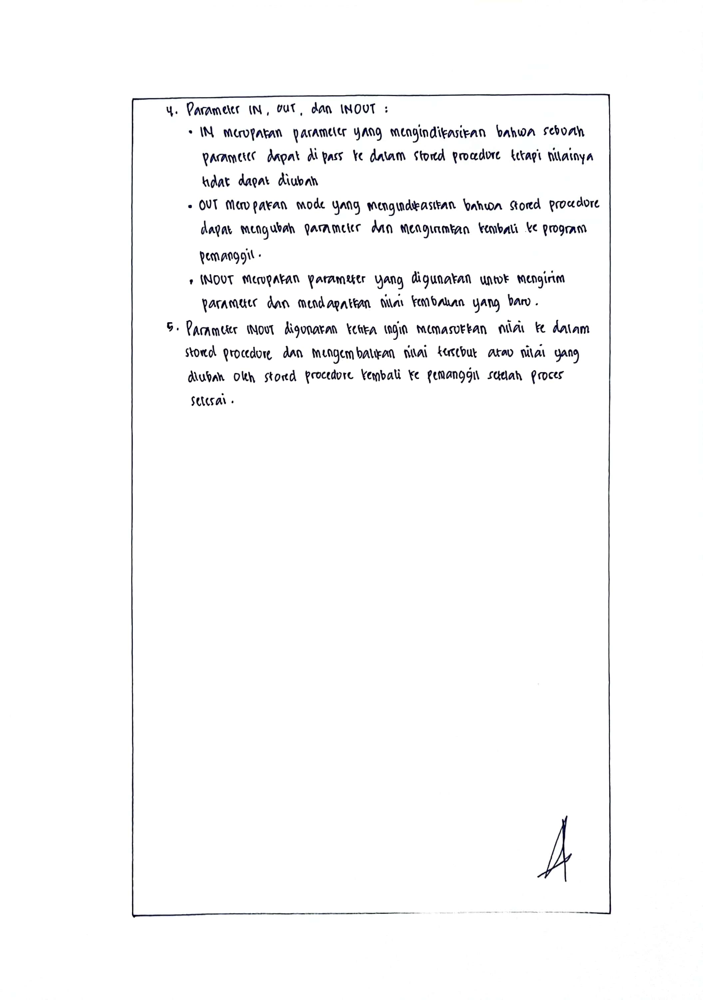 4. Parameter IN, OUT, dan INOUT :
• IN merupakan parameter yang mengindikasikan bahwa sebuah
parameter dapat di pass ke dalam stored procedure tetapi nilainya
tidak dapat diubah
• OUT merupakan mode yang mengindikasikan bahwa stored procedure
dapat mengubah parameter dan mengirimkan kembali ke program
pemanggil.
• INOUT merupakan parameter yang digunakan untuk mengirim
parameter dan mendapatkan nilai kembalian yang baru.
5. Parameter INOUT digunakan ketika ingin memasukkan nilai ke dalam
stored procedure dan mengembalikan nilai tersebut atau nilai yang
diubah oleh stored procedure kembali ke pemanggil setelah proses
selesai.